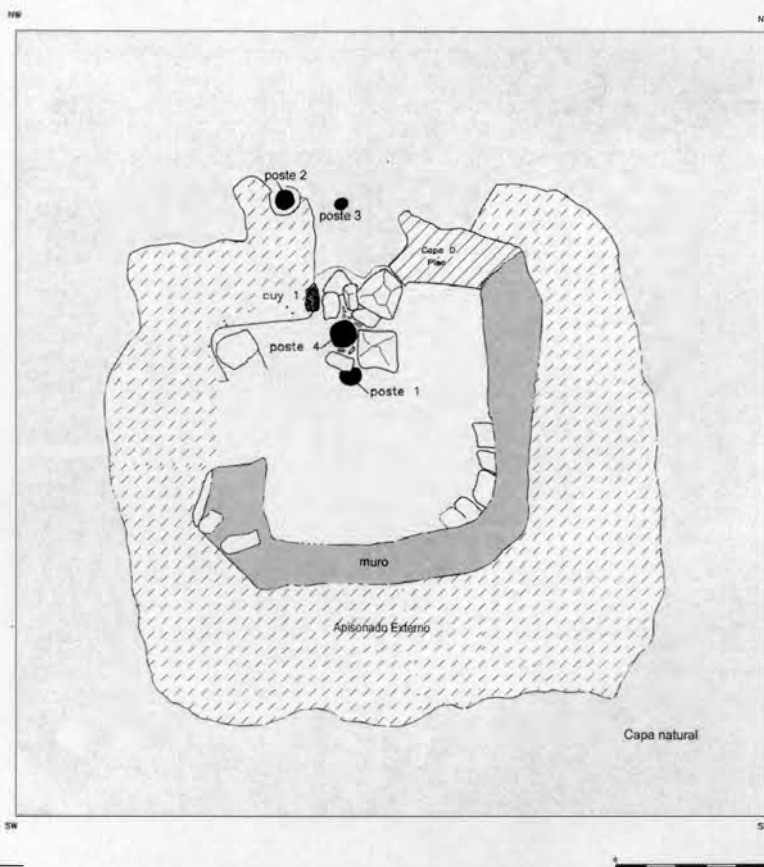 NW
poste 2
poste 3
Capa D
Piso
cuy 1
poste 4
poste 1
muro
Apisonado Externo
Capa natural
SW